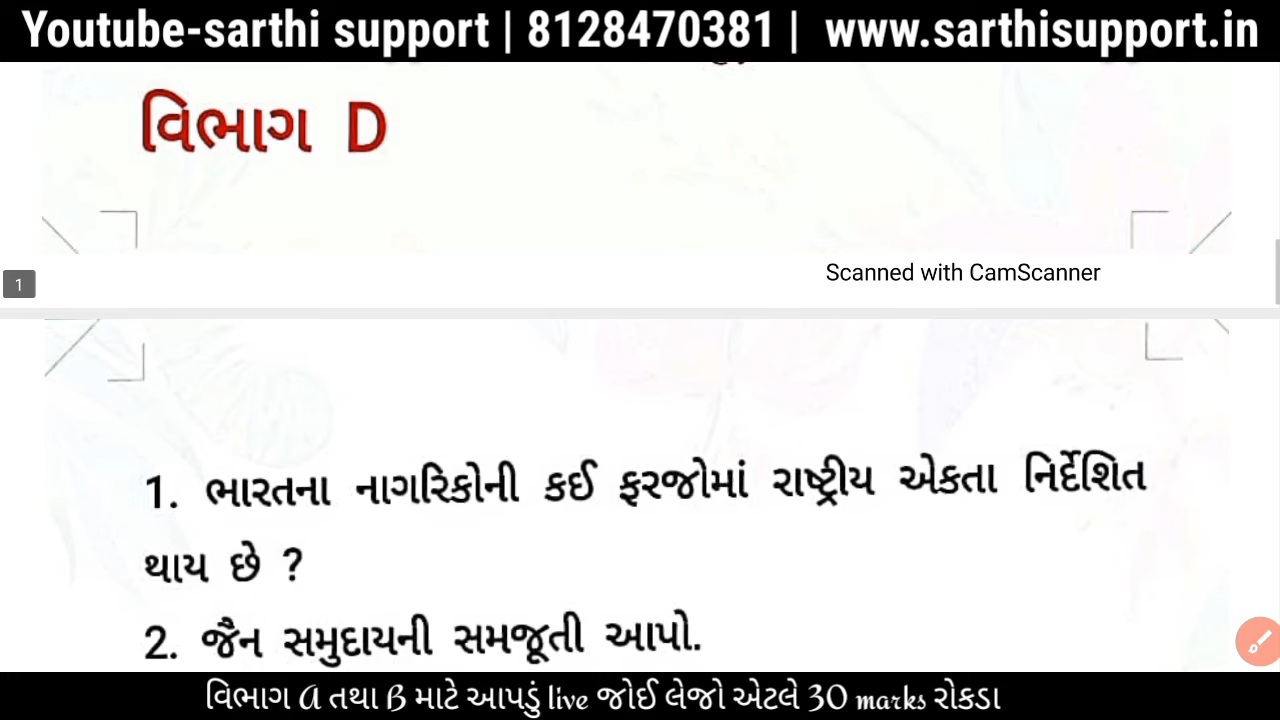 Youtube-sarthi support | 8128470381 | www.sarthisupport.in
વિભાગ D
Scanned with CamScanner
1
1. ભારતના નાગરિકોની કઈ ફરજોમાં રાષ્ટ્રીય એકતા નિર્દેશિત
થાય છે ?
2. જૈન સમુદાયની સમજૂતી આપો.
વિભાગ A તથા B માટે આપડું live જોઈ લેજો એટલે 30 marks રોકડા